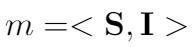 m =< S, I >